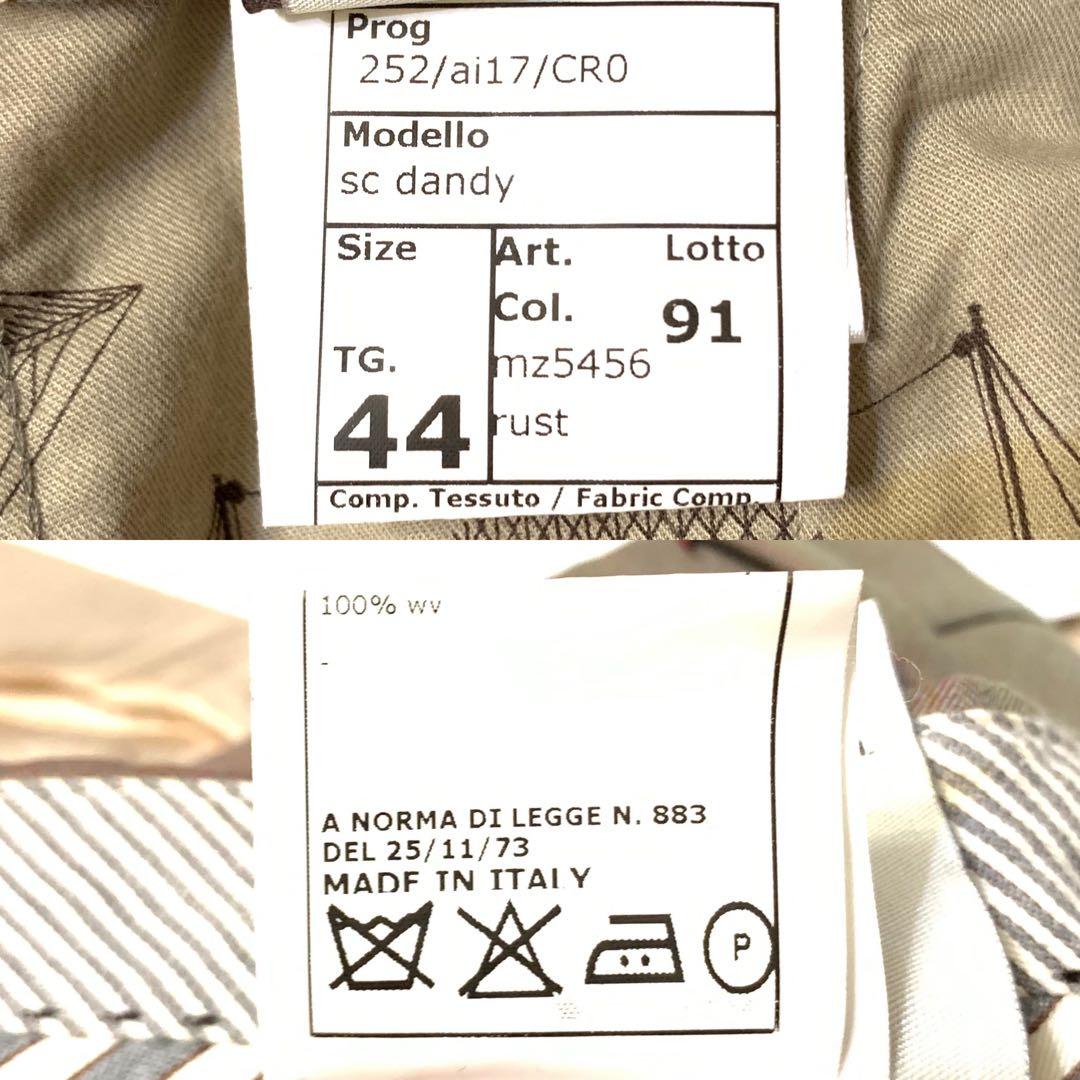 Prog
252/ai17/CR0
Modello
sc dandy
Size
TG.
44
Art.
Lotto
Col.
91
mz5456
rust
Comp. Tessuto / Fabric Comp.
100% wv
-
A NORMA DI LEGGE N. 883
DEL 25/11/73
MADE IN ITALY
P